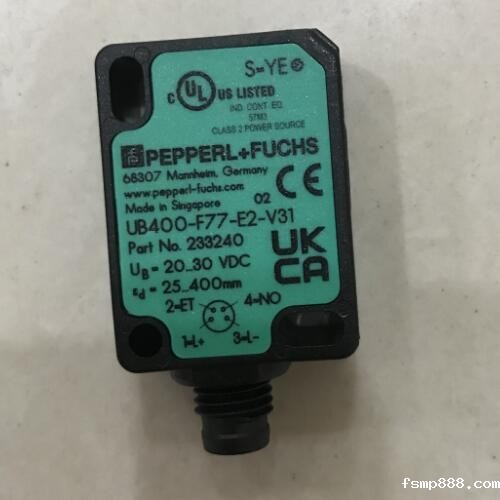 S=YE
c UL US LISTED
IND. CONT. EQ.
57M3
CLASS 2 POWER SOURCE
PEPPERL+FUCHS
68307 Mannheim, Germany
www.pepperl-fuchs.com
Made in Singapore 02 CE
UB400-F77-E2-V31
Part No. 233240
UK
CA
UB = 20...30 VDC
εd = 25...400mm
2=ET 4=NO
1=L+ 3=L-
fsmp888.com